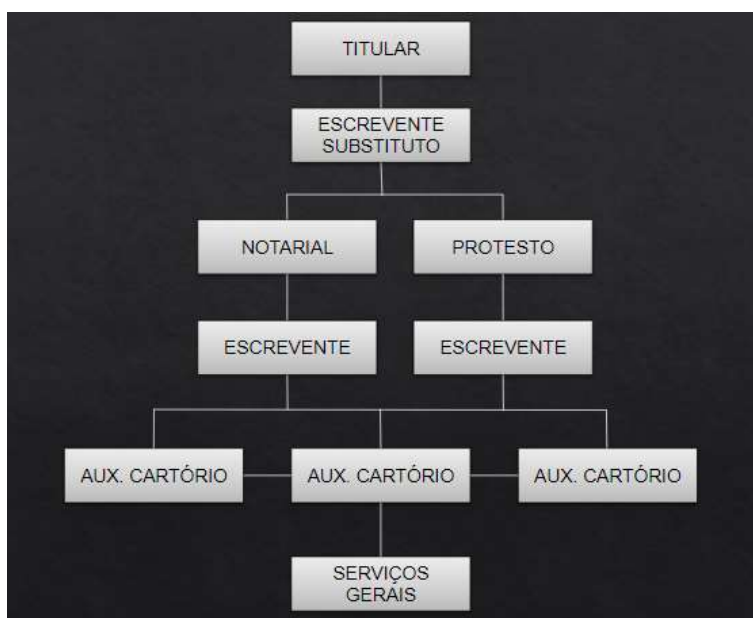 TITULAR
ESCREVENTE
SUBSTITUTO
NOTARIAL
PROTESTO
ESCREVENTE
ESCREVENTE
AUX. CARTÓRIO
AUX. CARTÓRIO
AUX. CARTÓRIO
SERVIÇOS
GERAIS